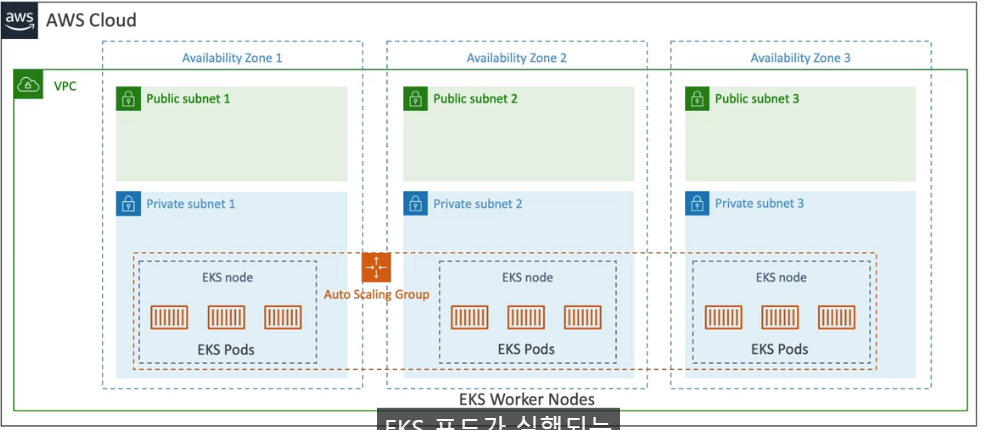 aws
AWS Cloud
Availability Zone 1
Availability Zone 2
Availability Zone 3
VPC
Public subnet 1
Public subnet 2
Public subnet 3
Private subnet 1
Private subnet 2
Private subnet 3
EKS node
EKS node
EKS node
Auto Scaling Group
EKS Pods
EKS Pods
EKS Pods
EKS Worker Nodes
EKS 포드가 실행되는